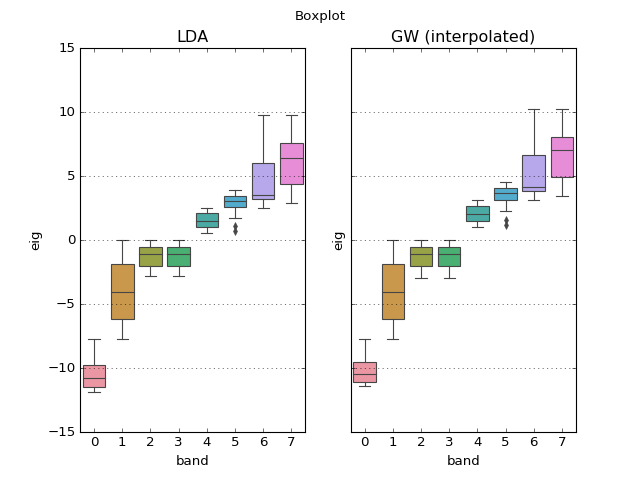 Boxplot
LDA
GW (interpolated)
15
10
5
0
−5
−10
−15
eig
eig
0 1 2 3 4 5 6 7
0 1 2 3 4 5 6 7
band
band